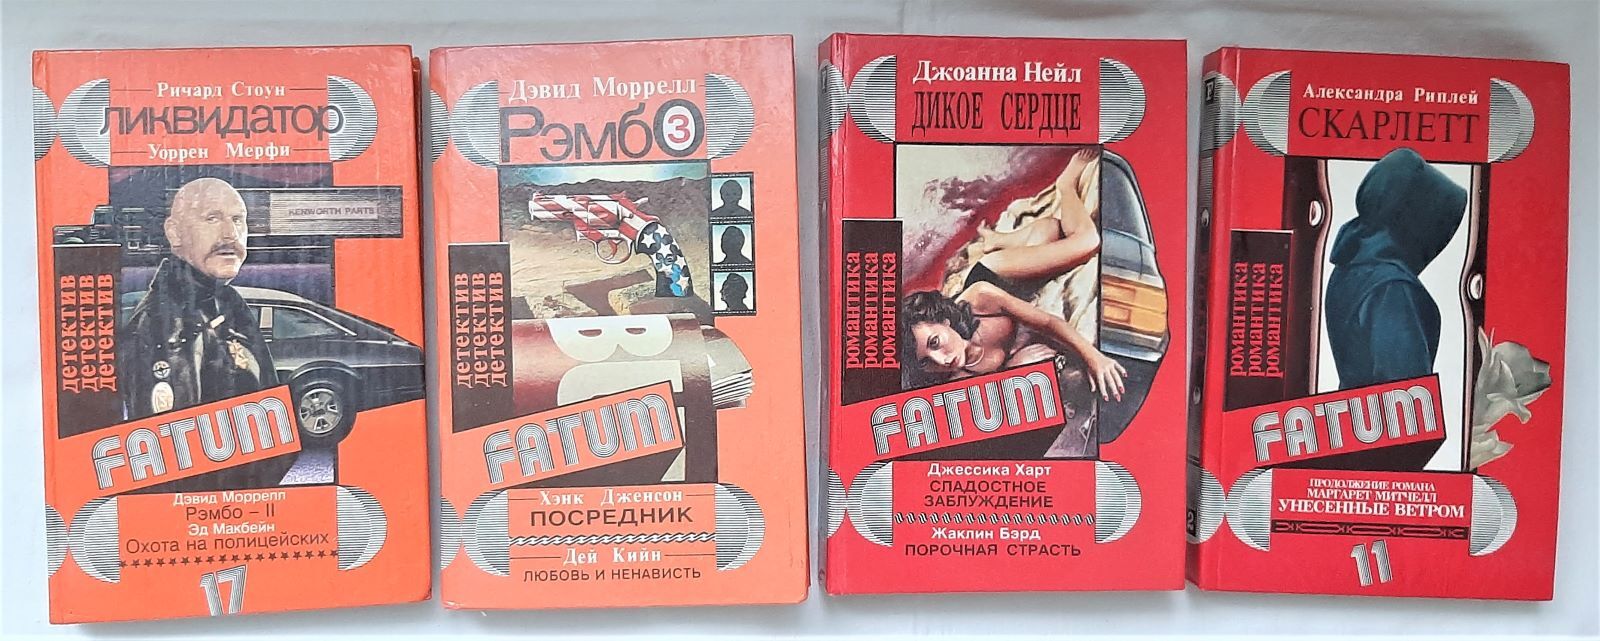 Ричард Стоун
ЛИКВИДАТОР
Уоррен Мерфи
KENWORTH PARTS
детектив
детектив
детектив
FATUM
Дэвид Моррелл
Рэмбо – II
Эд Макбейн
Охота на полицейских
17
Дэвид Моррелл
Рэмбо 3
детектив
детектив
детектив
FATUM
Хэнк Дженсон
ПОСРЕДНИК
Дей Кийн
ЛЮБОВЬ И НЕНАВИСТЬ
Джоанна Нейл
ДИКОЕ СЕРДЦЕ
романтика
романтика
романтика
FATUM
Джессика Харт
СЛАДОСТНОЕ
ЗАБЛУЖДЕНИЕ
Жаклин Бэрд
ПОРОЧНАЯ СТРАСТЬ
Александра Риплей
СКАРЛЕТТ
романтика
романтика
романтика
FATUM
ПРОДОЛЖЕНИЕ РОМАНА
МАРГАРЕТ МИТЧЕЛЛ
УНЕСЕННЫЕ ВЕТРОМ
11